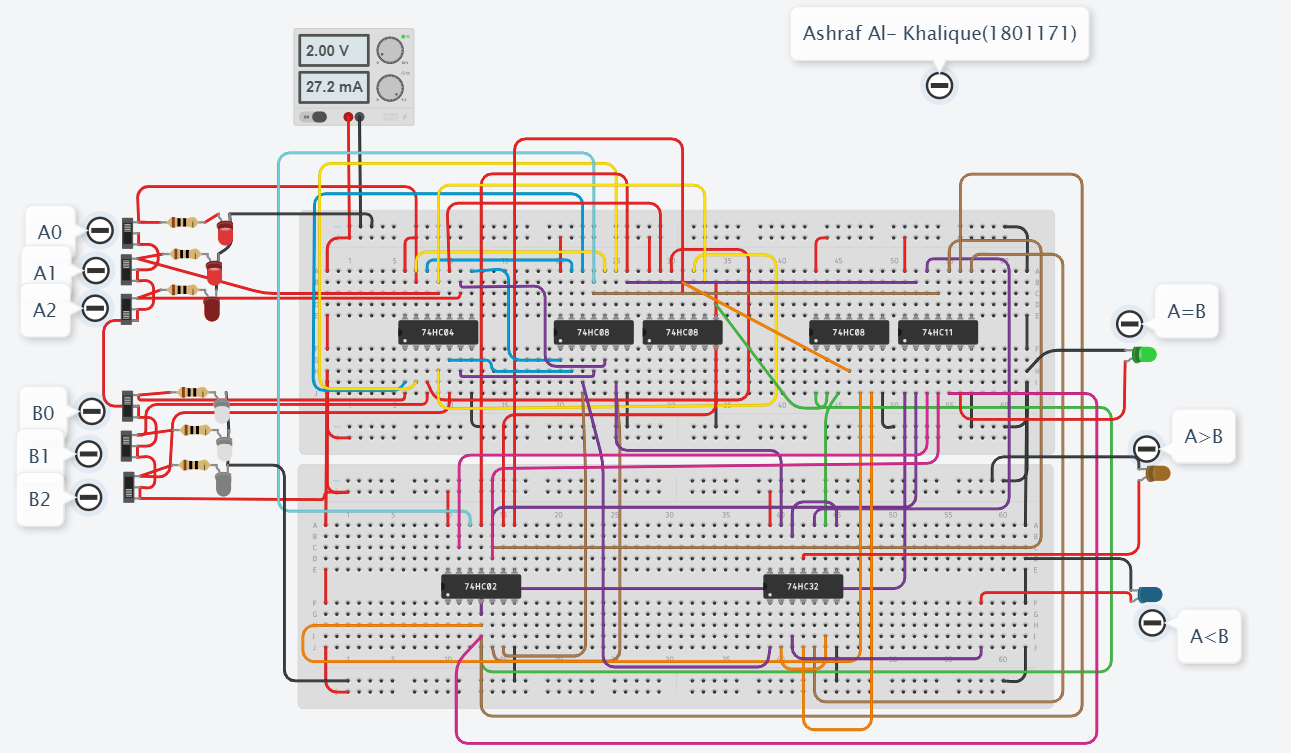 Ashraf Al- Khalique(1801171)
2.00 V
27.2 mA
A0
A1
A2
A=B
74HC04
74HC08
74HC08
74HC08
74HC11
B0
B1
B2
A>B
74HC02
74HC32
A<B